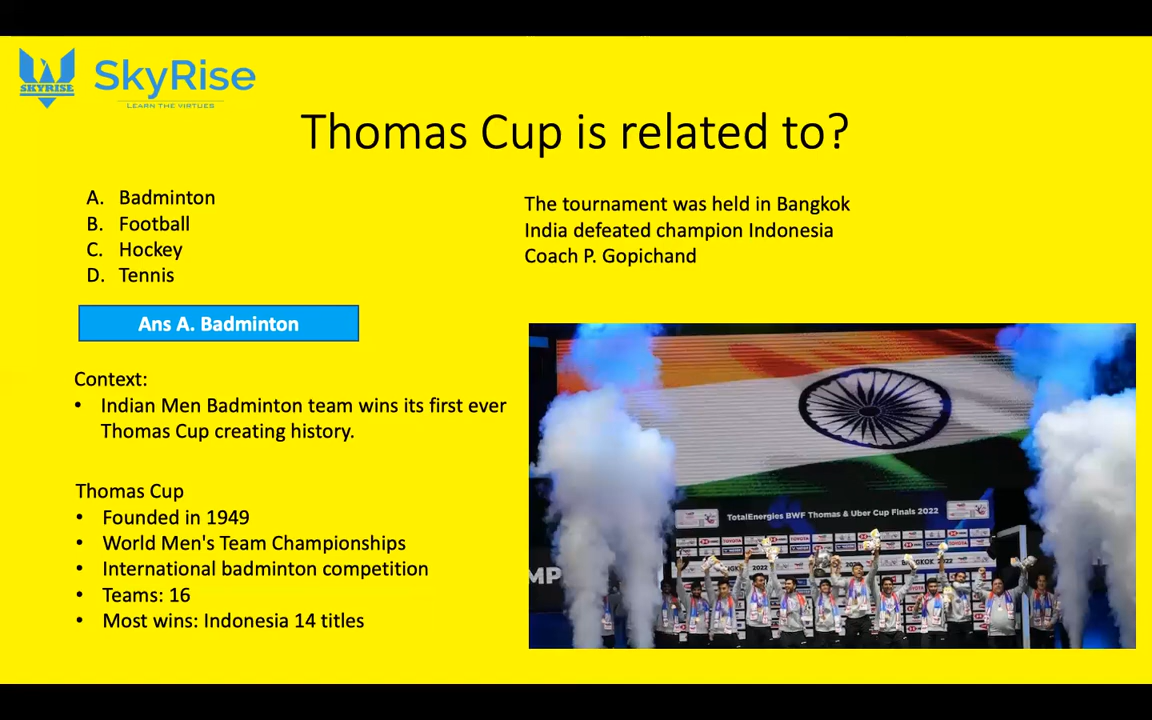 SKYRISE
SkyRise
LEARN THE VIRTUES
Thomas Cup is related to?
A. Badminton
B. Football
C. Hockey
D. Tennis
Ans A. Badminton
Context:
• Indian Men Badminton team wins its first ever
Thomas Cup creating history.
Thomas Cup
• Founded in 1949
• World Men's Team Championships
• International badminton competition
• Teams: 16
• Most wins: Indonesia 14 titles
The tournament was held in Bangkok
India defeated champion Indonesia
Coach P. Gopichand
TotalEnergies BWF Thomas & Uber Cup Finals 2022